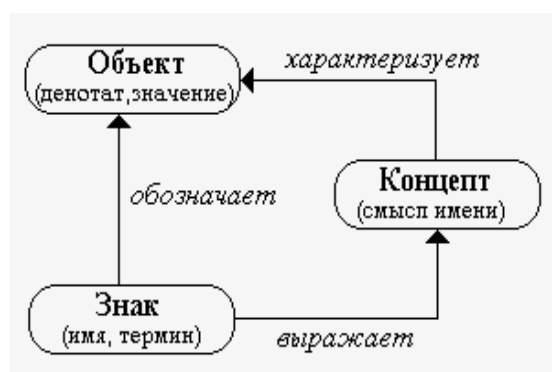 Объект
(денотат,значение)
характеризует
обозначает
Концепт
(смысл имени)
Знак
(имя, термин)
выражает